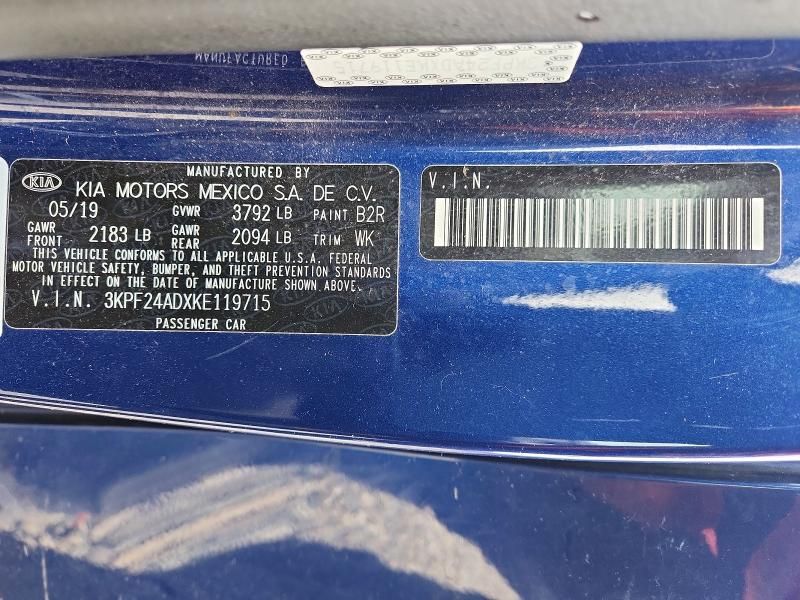 MANUFACTURED
MANUFACTURED BY
KIA KIA MOTORS MEXICO S.A. DE C.V.
05/19 GVWR 3792 LB PAINT B2R
GAWR FRONT 2183 LB GAWR REAR 2094 LB TRIM WK
THIS VEHICLE CONFORMS TO ALL APPLICABLE U.S.A. FEDERAL
MOTOR VEHICLE SAFETY, BUMPER, AND THEFT PREVENTION STANDARDS
IN EFFECT ON THE DATE OF MANUFACTURE SHOWN ABOVE.
V.I.N. 3KPF24ADXKE119715
PASSENGER CAR
V.I.N.